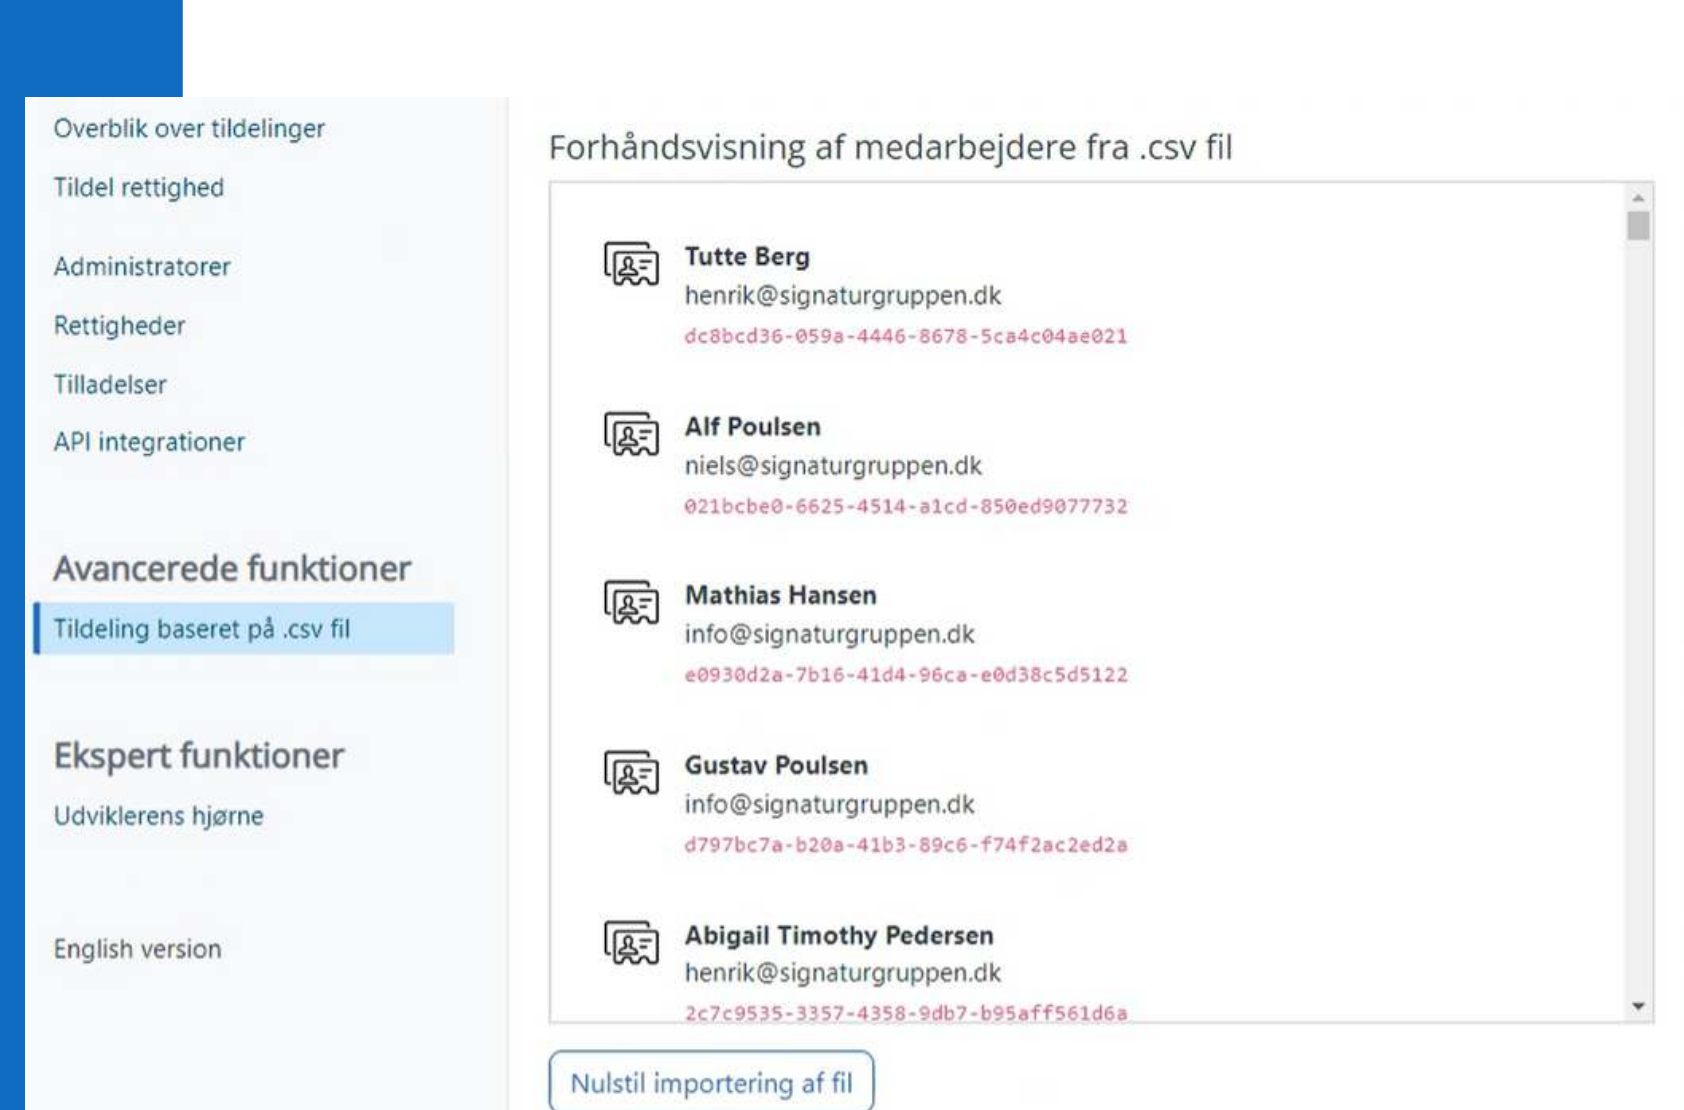 Overblik over tildelinger
Tildel rettighed
Administratorer
Rettigheder
Tilladelser
API integrationer
Avancerede funktioner
Tildeling baseret på .csv fil
Ekspert funktioner
Udviklerens hjørne
English version
Forhåndsvisning af medarbejdere fra .csv fil
Tutte Berg
henrik@signaturgruppen.dk
dc8bcd36-059a-4446-8678-5ca4c04ae021
Alf Poulsen
niels@signaturgruppen.dk
021bcbe0-6625-4514-a1cd-850ed9077732
Mathias Hansen
info@signaturgruppen.dk
e0930d2a-7b16-41d4-96ca-e0d38c5d5122
Gustav Poulsen
info@signaturgruppen.dk
d797bc7a-b20a-41b3-89c6-f74f2ac2ed2a
Abigail Timothy Pedersen
henrik@signaturgruppen.dk
2c7c9535-3357-4358-9db7-b95aff561d6a
Nulstil importering af fil